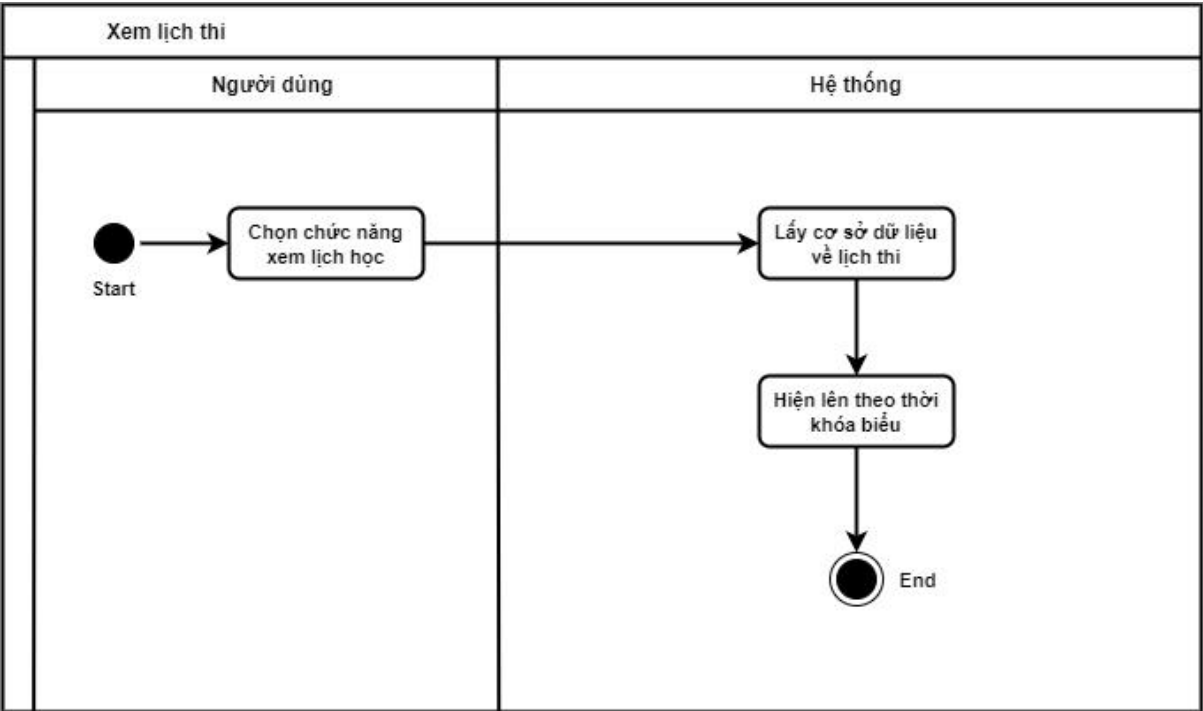 Xem lịch thi
Người dùng
Hệ thống
Start
Chọn chức năng
xem lịch học
Lấy cơ sở dữ liệu
về lịch thi
Hiện lên theo thời
khóa biểu
End